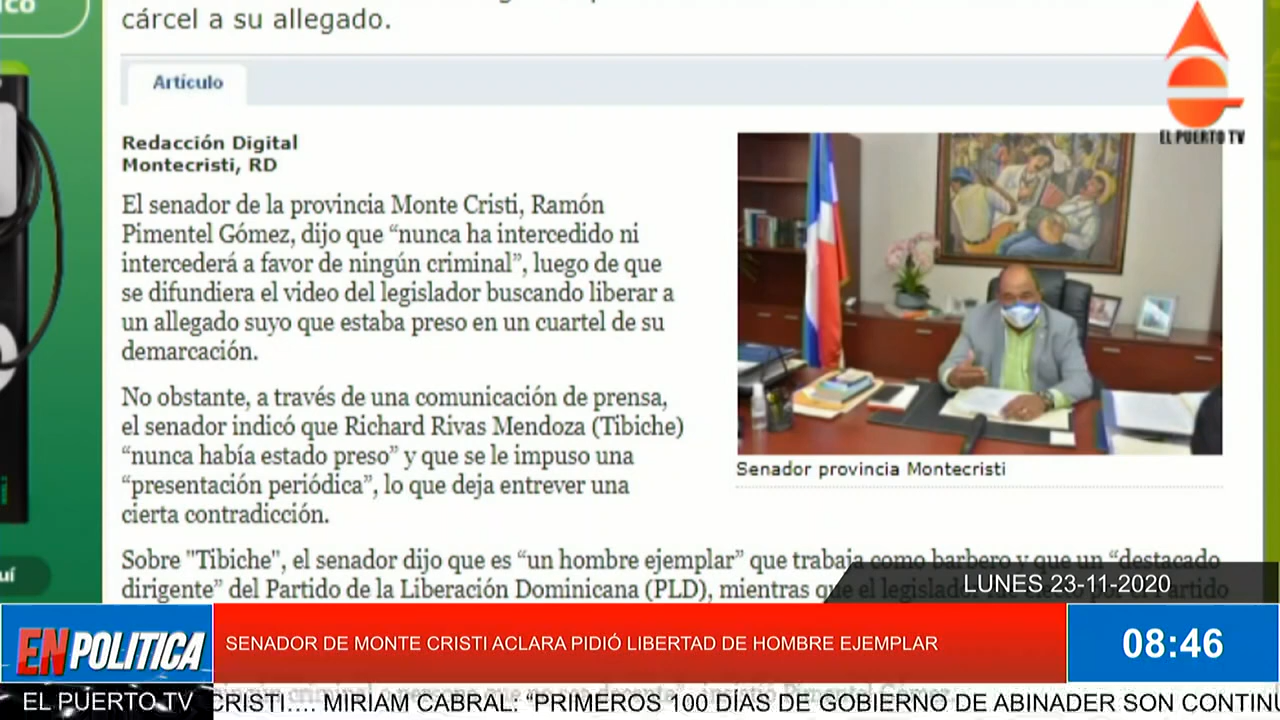 ico
cárcel a su allegado.
Artículo
EL PUERTO TV
Redacción Digital
Montecristi, RD
El senador de la provincia Monte Cristi, Ramón
Pimentel Gómez, dijo que “nunca ha intercedido ni
intercederá a favor de ningún criminal”, luego de que
se difundiera el video del legislador buscando liberar a
un allegado suyo que estaba preso en un cuartel de su
demarcación.
No obstante, a través de una comunicación de prensa,
el senador indicó que Richard Rivas Mendoza (Tibiche)
“nunca había estado preso” y que se le impuso una
“presentación periódica”, lo que deja entrever una
cierta contradicción.
Senador provincia Montecristi
Sobre "Tibiche", el senador dijo que es “un hombre ejemplar” que trabaja como barbero y que un “destacado
dirigente” del Partido de la Liberación Dominicana (PLD), mientras que el legislador por el Partido
uí
LUNES 23-11-2020
EN POLITICA
SENADOR DE MONTE CRISTI ACLARA PIDIÓ LIBERTAD DE HOMBRE EJEMPLAR
08:46
EL PUERTO TV
CRISTI.... MIRIAM CABRAL: “PRIMEROS 100 DÍAS DE GOBIERNO DE ABINADER SON CONTINU